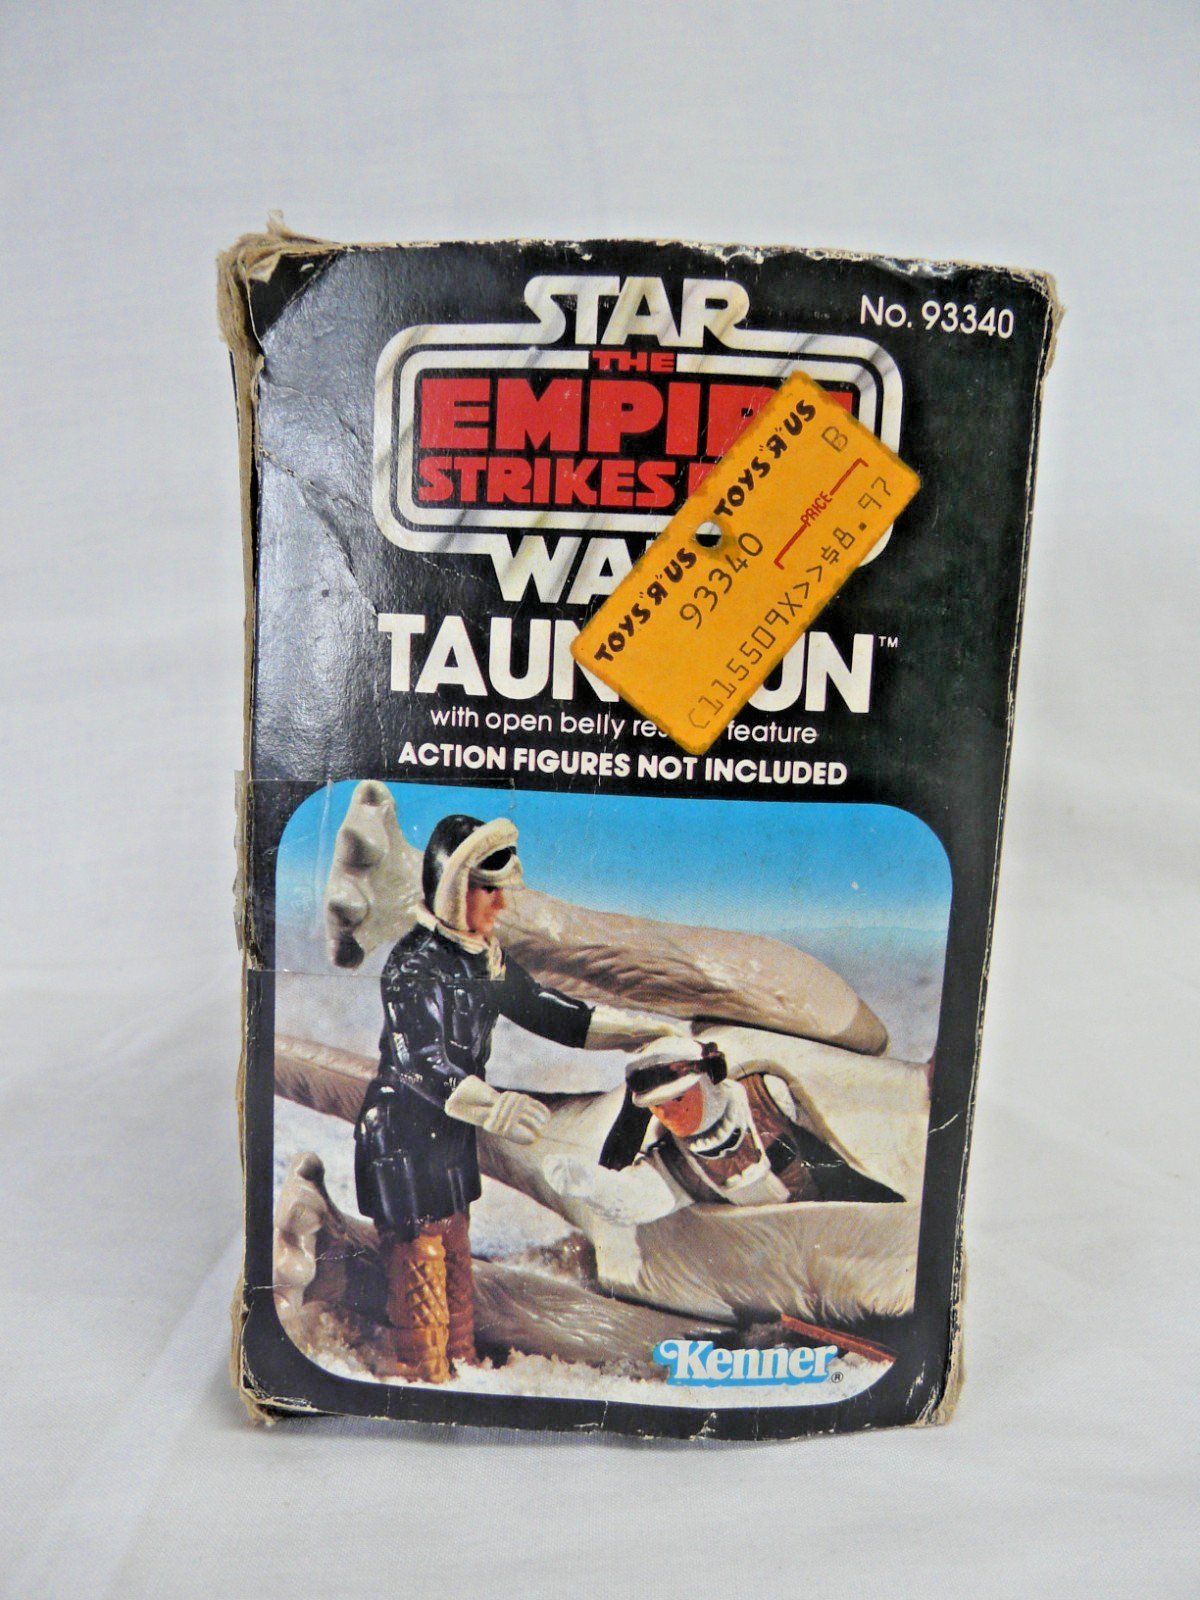 STAR
No. 93340
THE
EMPIR
STRIKES B
WA
TAUN UN™
with open belly res feature
ACTION FIGURES NOT INCLUDED
TOYS "R" US TOYS "R" US B
93340 PRICE
C115509X>>$8.97
Kenner®